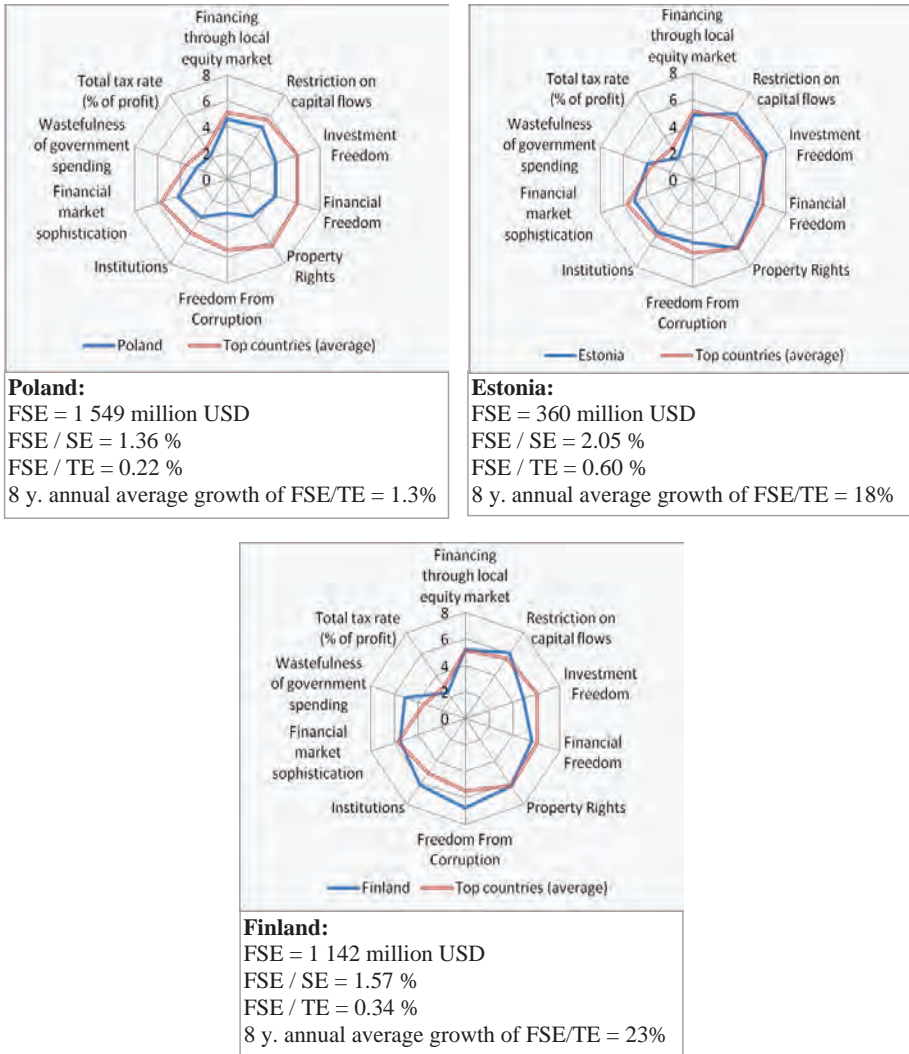 Financing
through local
equity market
Total tax rate
(% of profit)
Restriction on
capital flows
Wastefulness
of government
spending
Investment
Freedom
Financial
market
sophistication
Financial
Freedom
Institutions
Property
Rights
Freedom From
Corruption
8
6
4
2
0
Poland
Top countries (average)
Poland:
FSE = 1 549 million USD
FSE / SE = 1.36 %
FSE / TE = 0.22 %
8 y. annual average growth of FSE/TE = 1.3%
Financing
through local
equity market
Total tax rate
(% of profit)
Restriction on
capital flows
Wastefulness
of government
spending
Investment
Freedom
Financial
market
sophistication
Financial
Freedom
Institutions
Property Rights
Freedom From
Corruption
8
6
4
2
0
Estonia
Top countries (average)
Estonia:
FSE = 360 million USD
FSE / SE = 2.05 %
FSE / TE = 0.60 %
8 y. annual average growth of FSE/TE = 18%
Financing
through local
equity market
Total tax rate
(% of profit)
Restriction on
capital flows
Wastefulness
of government
spending
Investment
Freedom
Financial
market
sophistication
Financial
Freedom
Institutions
Property Rights
Freedom From
Corruption
8
6
4
2
0
Finland
Top countries (average)
Finland:
FSE = 1 142 million USD
FSE / SE = 1.57 %
FSE / TE = 0.34 %
8 y. annual average growth of FSE/TE = 23%